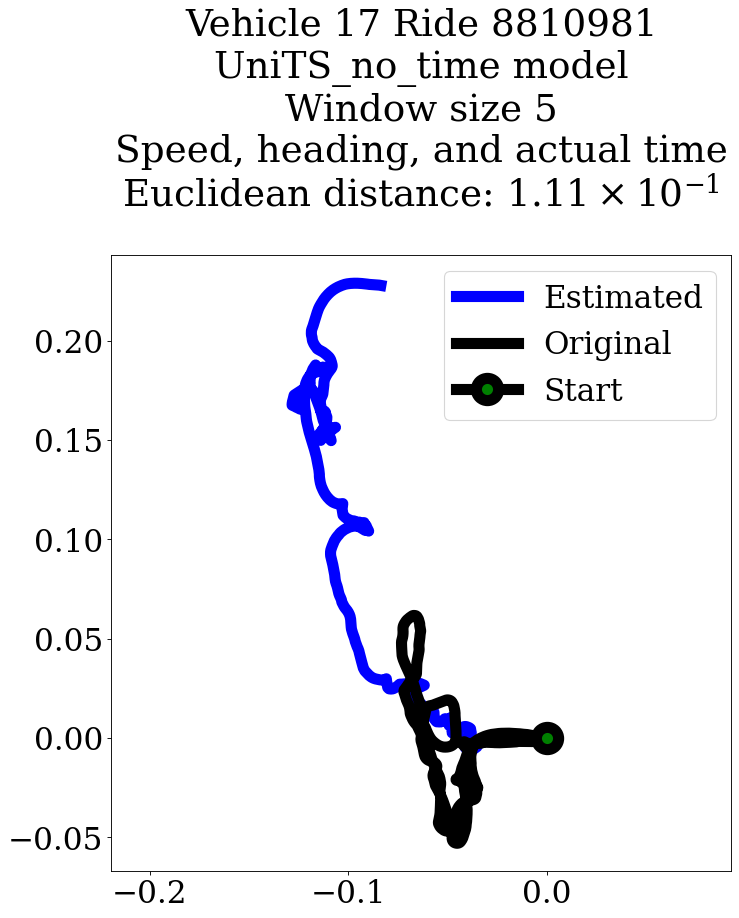 Vehicle 17 Ride 8810981
UniTS_no_time model
Window size 5
Speed, heading, and actual time
Euclidean distance: 1.11 × 10⁻¹
Estimated
Original
Start
0.20
0.15
0.10
0.05
0.00
−0.05
−0.2
−0.1
0.0